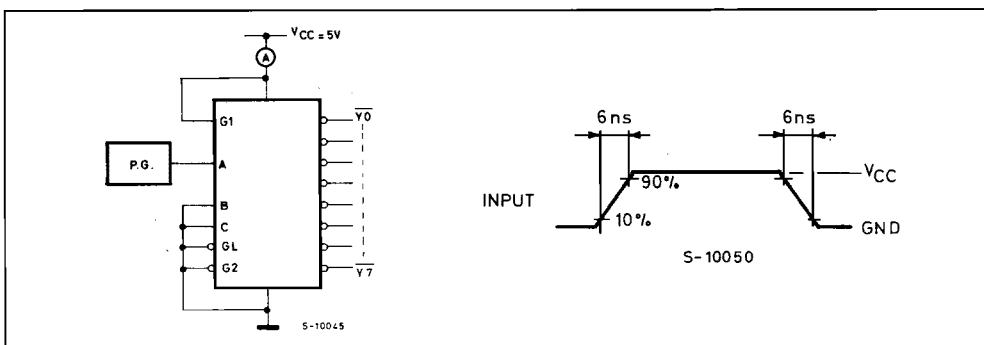 V_CC = 5V
A
G1
Y0
P.G.
A
B
C
GL
G2
Y7
S-10045
6ns
6ns
INPUT
90%
10%
V_CC
GND
S-10050